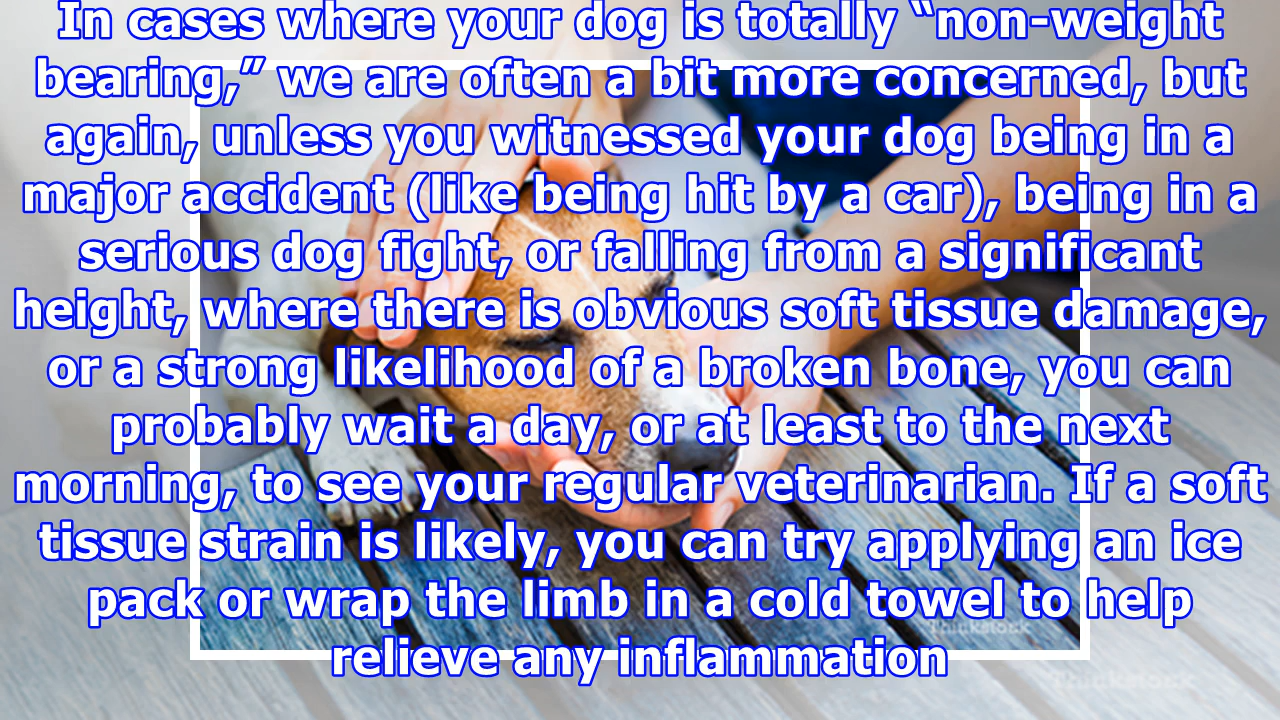 In cases where your dog is totally “non-weight
bearing,” we are often a bit more concerned, but
again, unless you witnessed your dog being in a
major accident (like being hit by a car), being in a
serious dog fight, or falling from a significant
height, where there is obvious soft tissue damage,
or a strong likelihood of a broken bone, you can
probably wait a day, or at least to the next
morning, to see your regular veterinarian. If a soft
tissue strain is likely, you can try applying an ice
pack or wrap the limb in a cold towel to help
Thinkstock
relieve any inflammation
Thinkstock